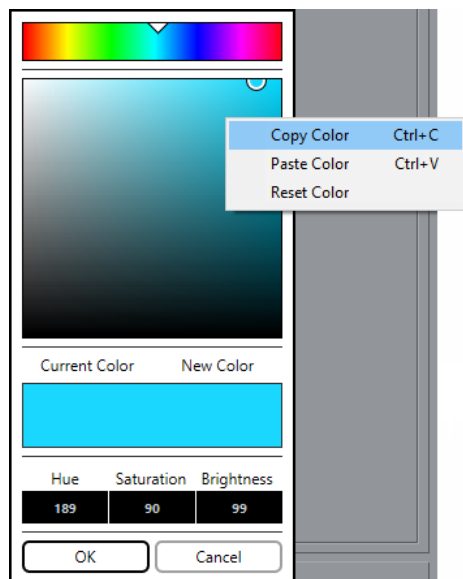 Copy Color Ctrl+C
Paste Color Ctrl+V
Reset Color
Current Color New Color
Hue Saturation Brightness
189 90 99
OK Cancel